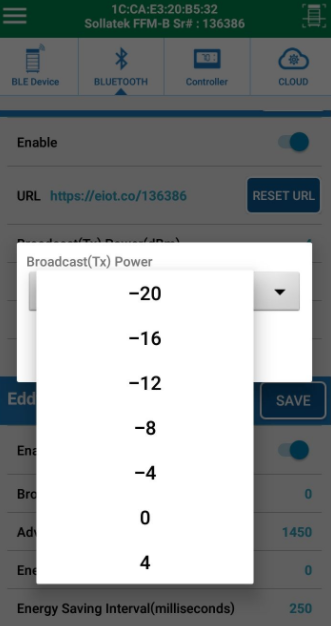 1C:CA:E3:20:B5:32
Sollatek FFM-B Sr# : 136386
BLE Device
BLUETOOTH
Controller
CLOUD
Enable
URL https://eiot.co/136386
RESET URL
Broadcast(Tx) Power(dBm)
Broadcast(Tx) Power
-20
-16
-12
-8
-4
0
4
Edd
SAVE
Ena
Bro 0
Adv 1450
Ene 0
Energy Saving Interval(milliseconds) 250